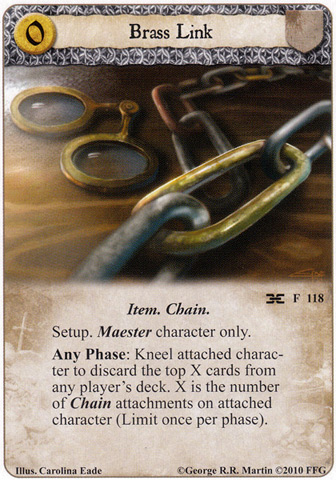 0
Brass Link
F 118
Item. Chain.
Setup. Maester character only.
Any Phase: Kneel attached charac-
ter to discard the top X cards from
any player's deck. X is the number
of Chain attachments on attached
character (Limit once per phase).
Illus. Carolina Eade ©George R.R. Martin ©2010 FFG